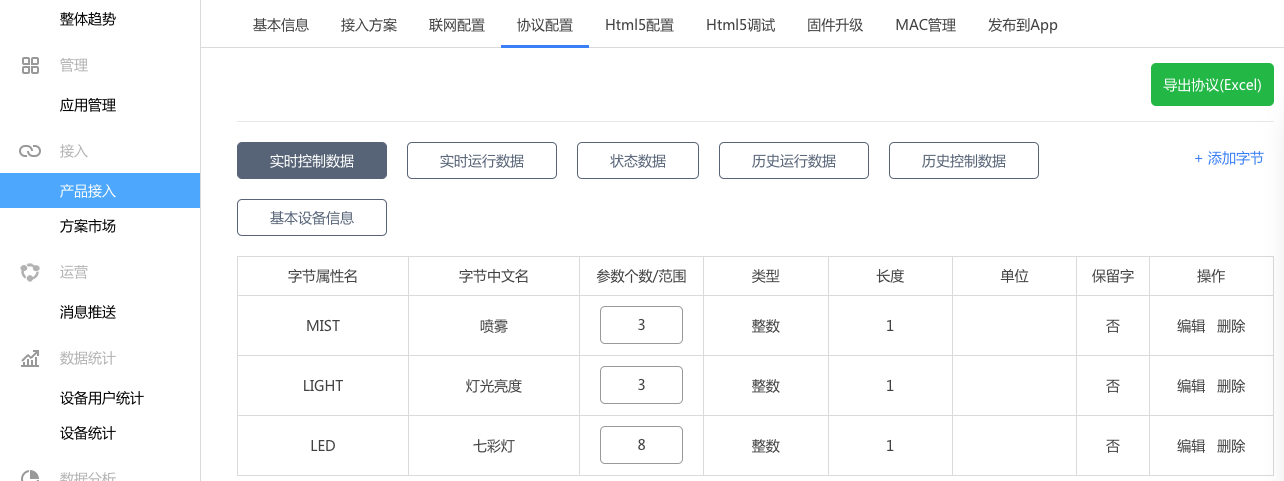 整体趋势
管理
应用管理
接入
产品接入
方案市场
运营
消息推送
数据统计
设备用户统计
设备统计
数据分析
基本信息 接入方案 联网配置 协议配置 Html5配置 Html5调试 固件升级 MAC管理 发布到App
导出协议(Excel)
实时控制数据 实时运行数据 状态数据 历史运行数据 历史控制数据 + 添加字节
基本设备信息
字节属性名 字节中文名 参数个数/范围 类型 长度 单位 保留字 操作
MIST 喷雾 3 整数 1 否 编辑 删除
LIGHT 灯光亮度 3 整数 1 否 编辑 删除
LED 七彩灯 8 整数 1 否 编辑 删除